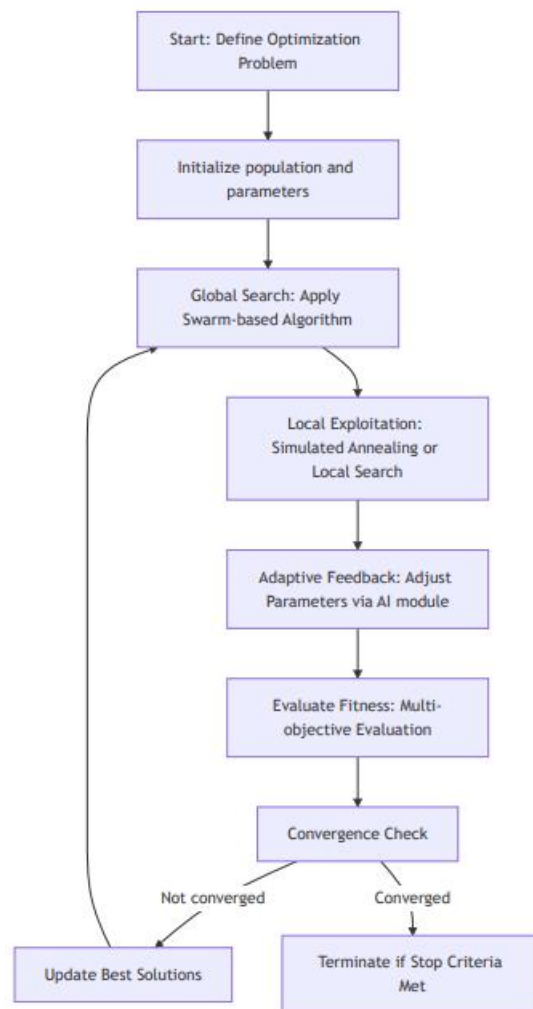 Start: Define Optimization
Problem
Initialize population and
parameters
Global Search: Apply
Swarm-based Algorithm
Local Exploitation:
Simulated Annealing or
Local Search
Adaptive Feedback: Adjust
Parameters via AI module
Evaluate Fitness: Multi-
objective Evaluation
Convergence Check
Not converged
Converged
Update Best Solutions
Terminate if Stop Criteria
Met